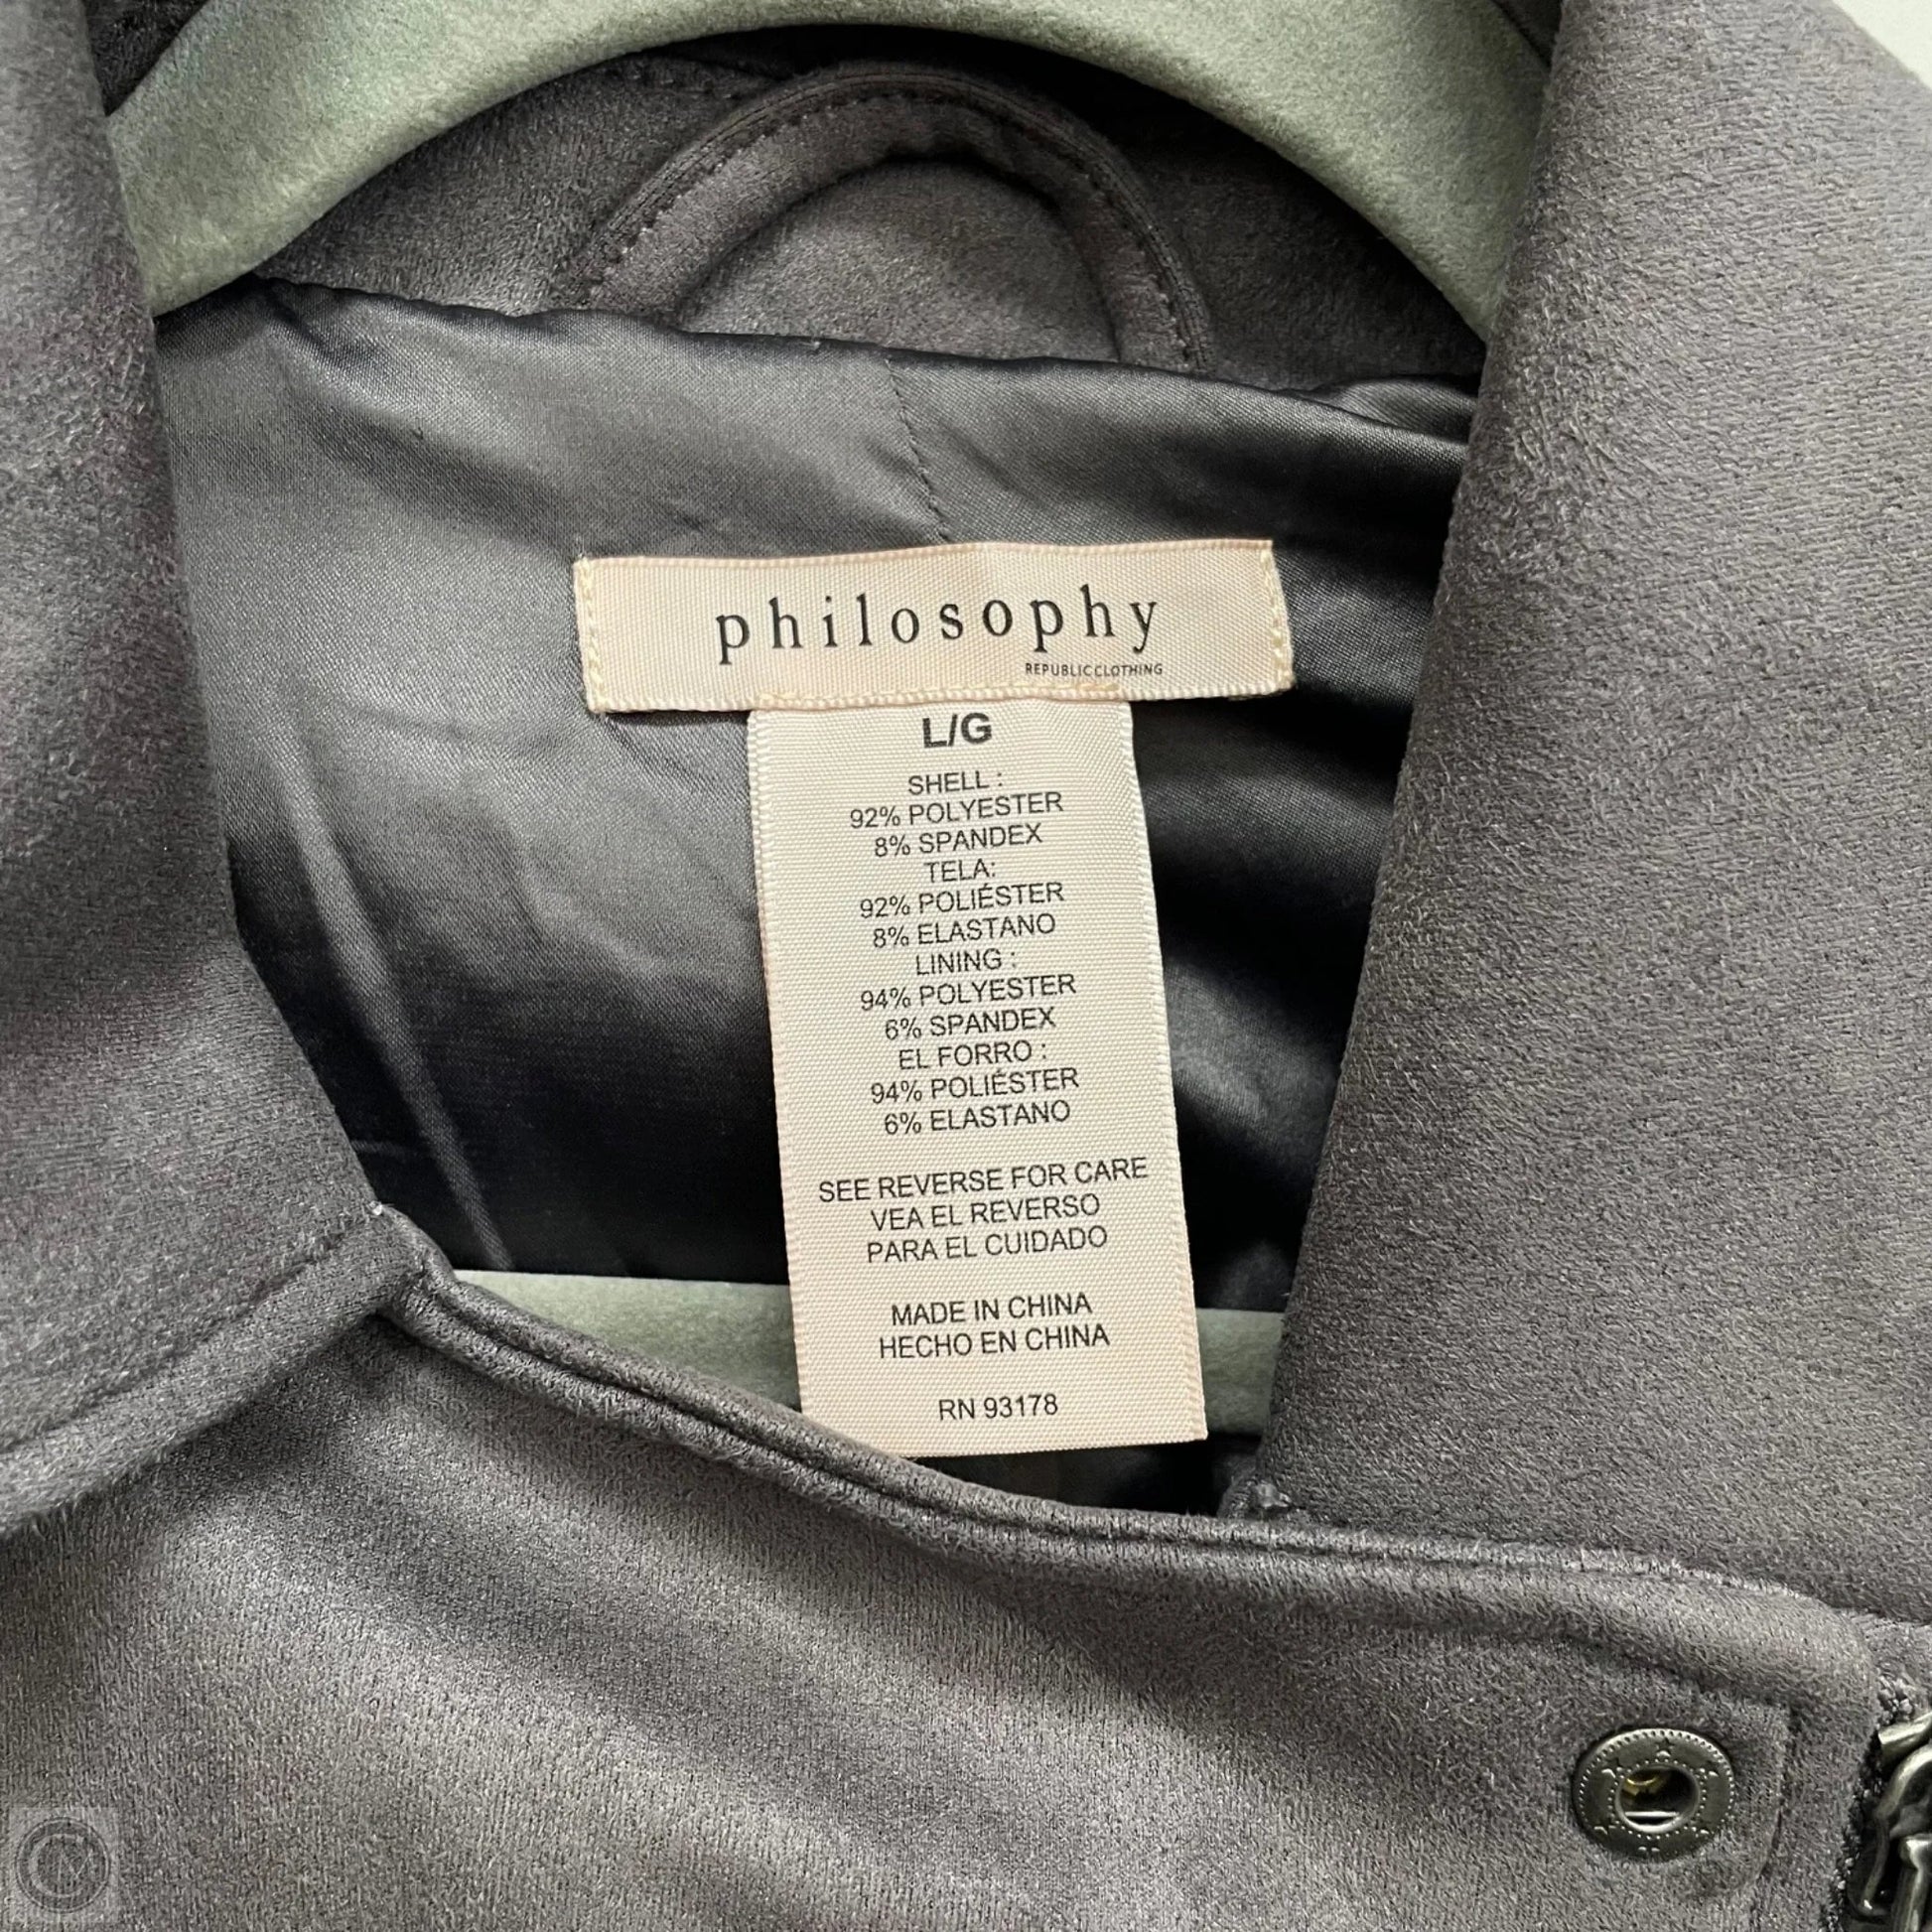 philosophy
REPUBLIC CLOTHING
L/G
SHELL :
92% POLYESTER
8% SPANDEX
TELA:
92% POLIÉSTER
8% ELASTANO
LINING :
94% POLYESTER
6% SPANDEX
EL FORRO :
94% POLIÉSTER
6% ELASTANO
SEE REVERSE FOR CARE
VEA EL REVERSO
PARA EL CUIDADO
MADE IN CHINA
HECHO EN CHINA
RN 93178